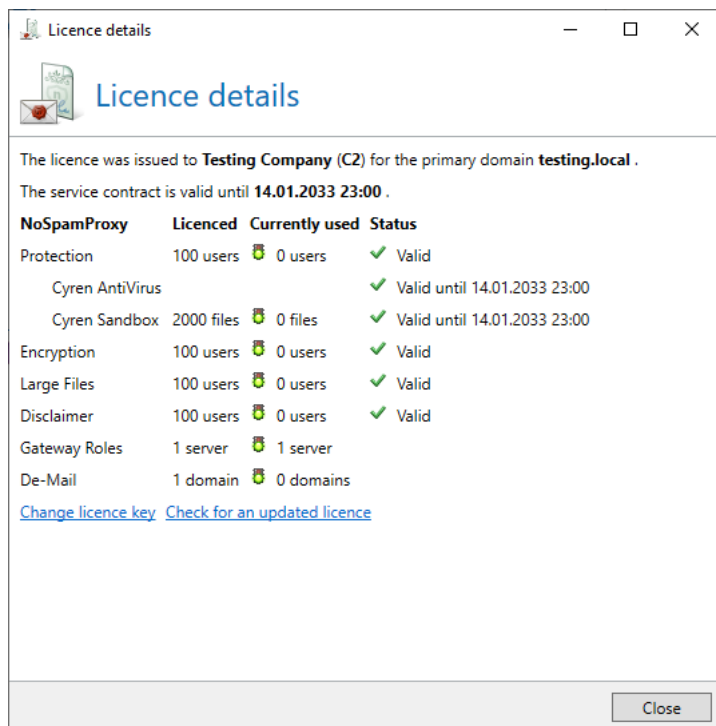 Licence details
Licence details
The licence was issued to Testing Company (C2) for the primary domain testing.local .
The service contract is valid until 14.01.2033 23:00 .
NoSpamProxy Licenced Currently used Status
Protection 100 users 0 users Valid
Cyren AntiVirus Valid until 14.01.2033 23:00
Cyren Sandbox 2000 files 0 files Valid until 14.01.2033 23:00
Encryption 100 users 0 users Valid
Large Files 100 users 0 users Valid
Disclaimer 100 users 0 users Valid
Gateway Roles 1 server 1 server
De-Mail 1 domain 0 domains
Change licence key Check for an updated licence
Close